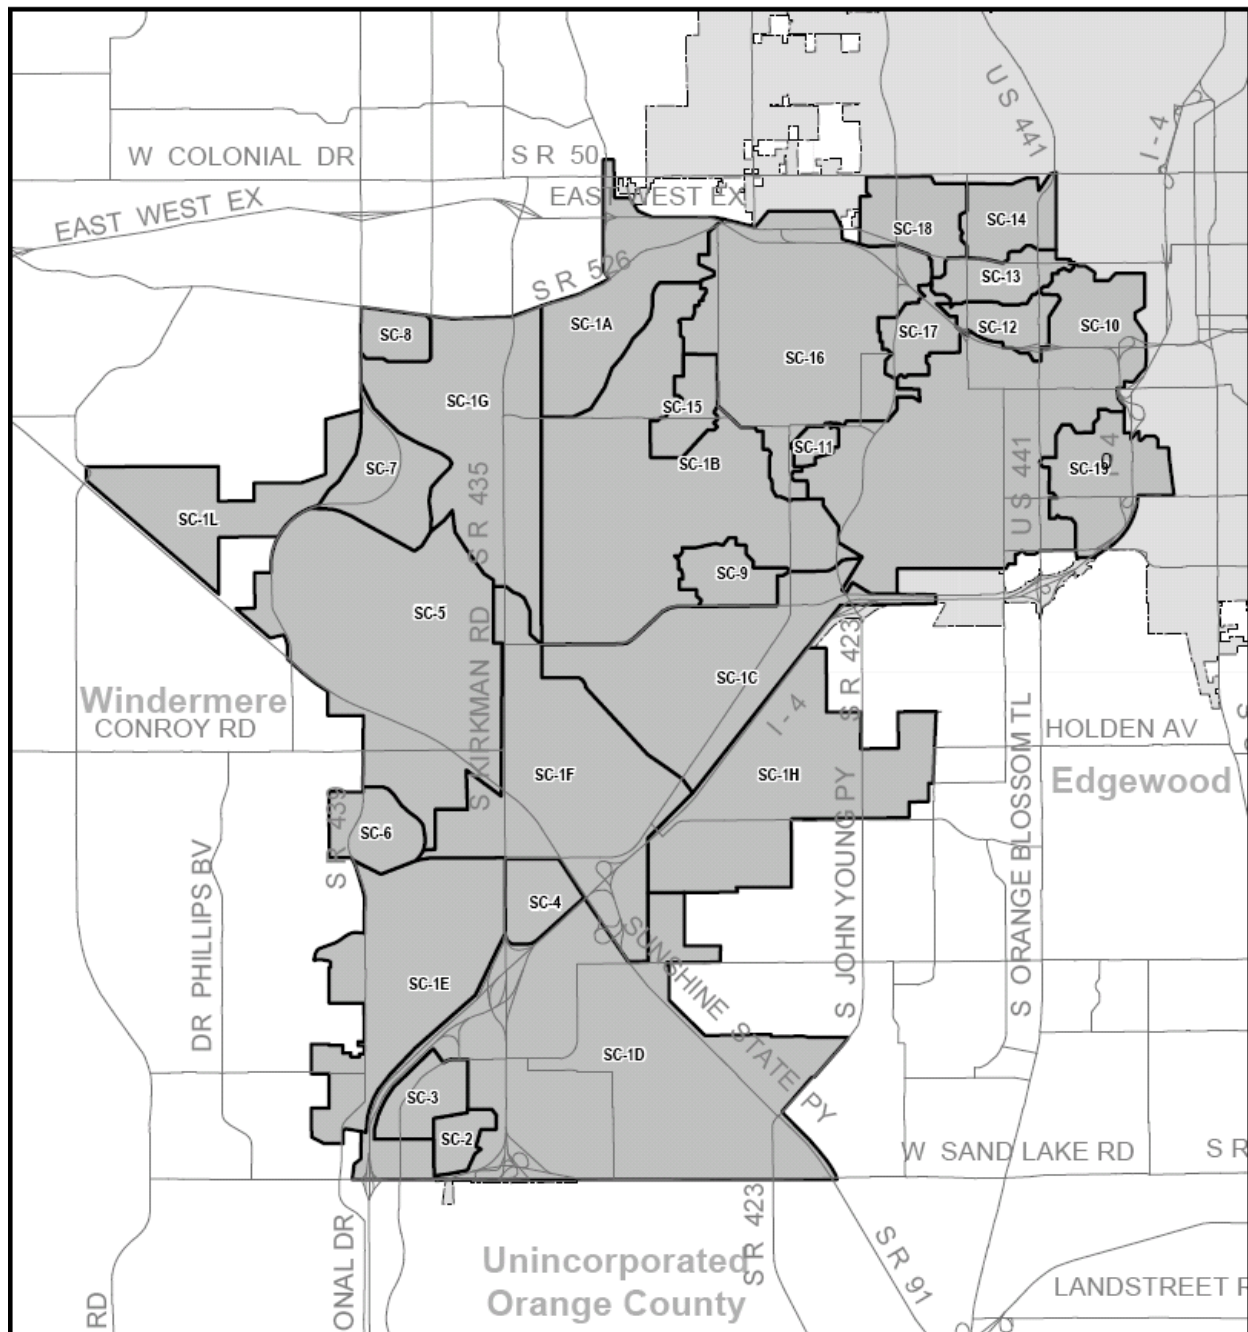 US 441
I - 4
W COLONIAL DR
S R 50
EAST WEST EX
EAST WEST EX
SC-18
SC-14
S R 526
SC-13
SC-8
SC-1A
SC-17
SC-12
SC-10
SC-16
SC-1G
SC-15
SC-11
SC-7
SC-1B
SC-19
I - 4
SC-1L
S R 435
US 441
SC-9
SC-5
S KIRKMAN RD
SC-1C
S R 423
I - 4
Windermere
CONROY RD
HOLDEN AV
SC-1F
SC-1H
Edgewood
S R 439
SC-6
DR PHILLIPS BV
S JOHN YOUNG PY
S ORANGE BLOSSOM TL
SC-4
SUNSHINE STATE PY
SC-1E
SC-1D
SC-3
SC-2
W SAND LAKE RD
S R
S R 423
Unincorporated
Orange County
S R 91
LANDSTREET R
RD
ONAL DR